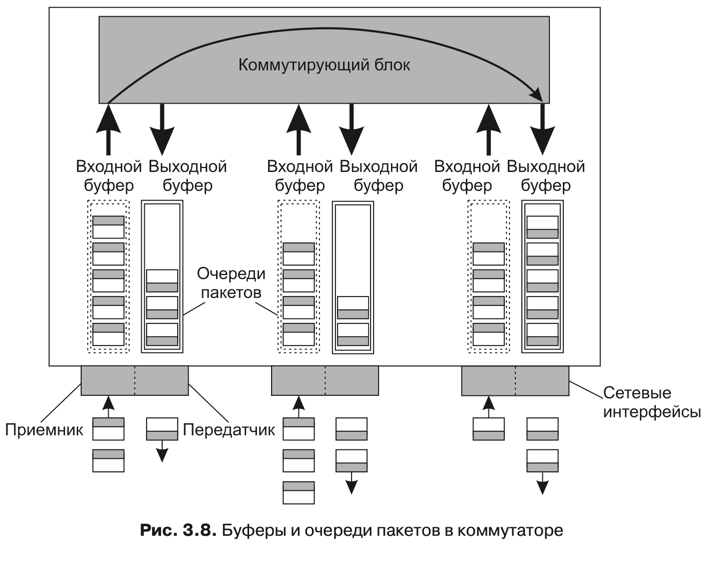 Коммутирующий блок
Входной
буфер
Выходной
буфер
Входной
буфер
Выходной
буфер
Входной
буфер
Выходной
буфер
Очереди
пакетов
Приемник
Передатчик
Сетевые
интерфейсы
Рис. 3.8. Буферы и очереди пакетов в коммутаторе